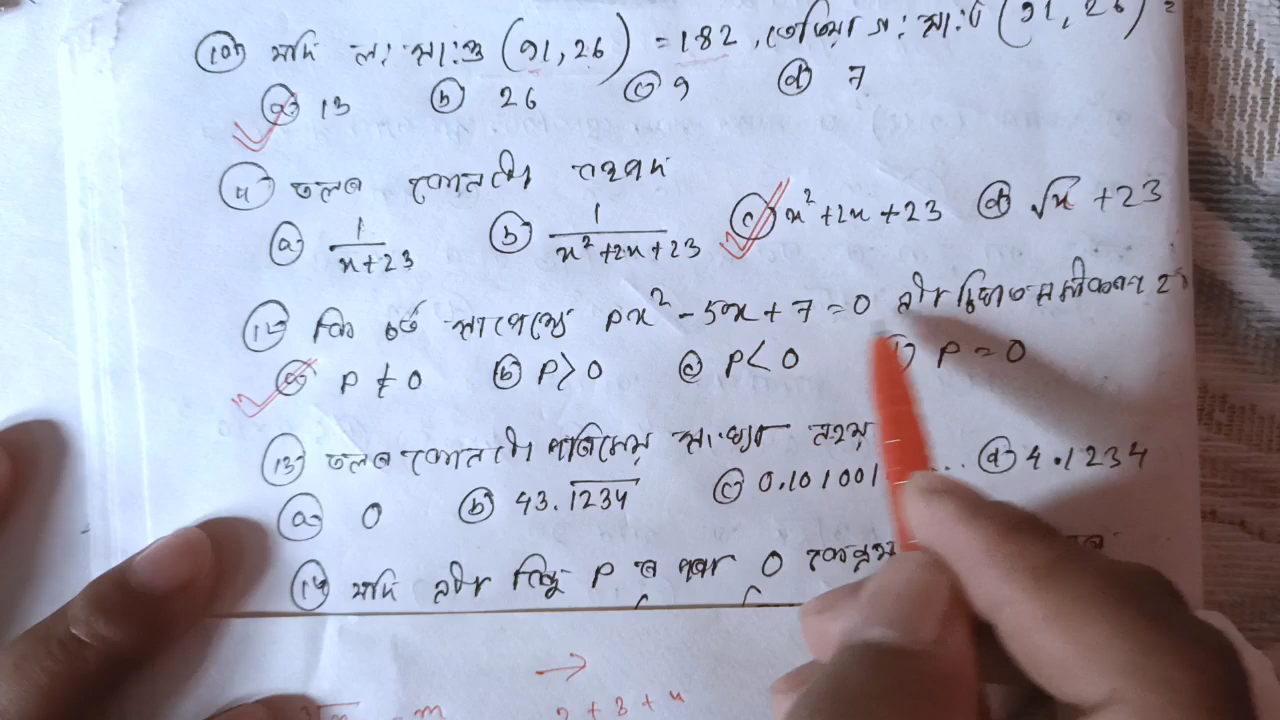 (10) যদি ল: সা: গু (91, 26) = 182, তেতিয়া গ: সা: উ (91, 26) =
(a) 13 (b) 26 (c) 9 (d) 7
(11) তলৰ কোনটো বহুপদ
(a) 1/(x+23) (b) 1/(x²+2x+23) (c) x²+2x+23 (d) √x +23
(12) কি চৰ্ত সাপেক্ষে px² - 5x + 7 = 0 এটা দ্বিঘাত সমীকৰণ হ'
(a) P ≠ 0 (b) P > 0 (c) P < 0 P = 0
(13) তলৰ কোনটো পৰিমেয় সংখ্যা নহয়
(a) 0 (b) 43.1234 (c) 0.101001 ... (d) 4.1234
(14) যদি এটা বিন্দু P ৰ পৰা O কেন্দ্ৰীয়
→